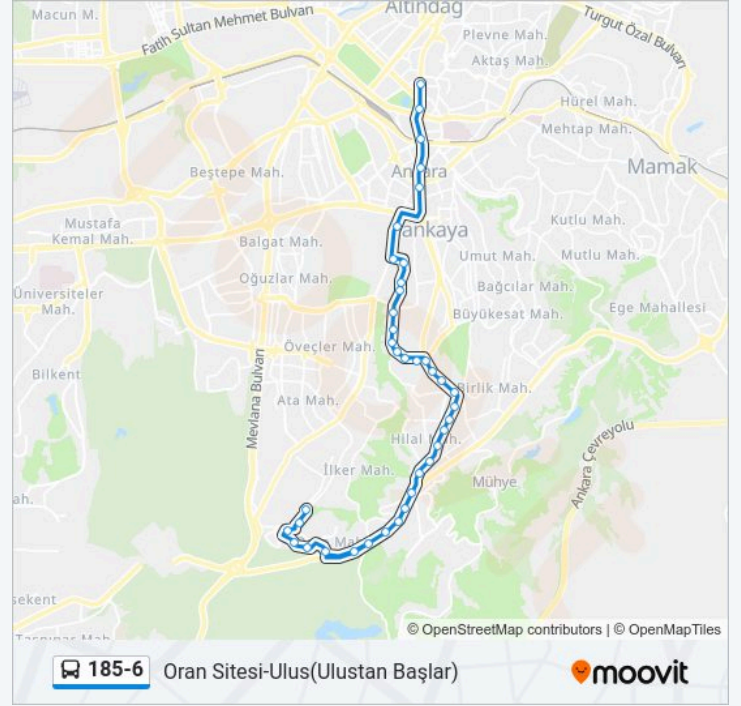 Macun M.
Fatih Sultan Mehmet Bulvarı
Altındağ
Plevne Mah.
Aktaş Mah.
Turgut Özal Bulvarı
Hürel Mah.
Mehtap Mah.
Mamak
Beştepe Mah.
Ankara
Mustafa
Kemal Mah.
Balgat Mah.
Çankaya
Kutlu Mah.
Umut Mah.
Mutlu Mah.
Oğuzlar Mah.
Bağcılar Mah.
Üniversiteler
Mah.
Büyükesat Mah.
Ege Mahallesi
Öveçler Mah.
Bilkent
Mevlana Bulvarı
Birlik Mah.
Ata Mah.
Hilal Mah.
Ankara Çevreyolu
İlker Mah.
Mühye
ah.
Mah.
sekent
Taşpınar Mah.
© OpenStreetMap contributors | © OpenMapTiles
185-6 Oran Sitesi-Ulus(Ulustan Başlar)
moovit